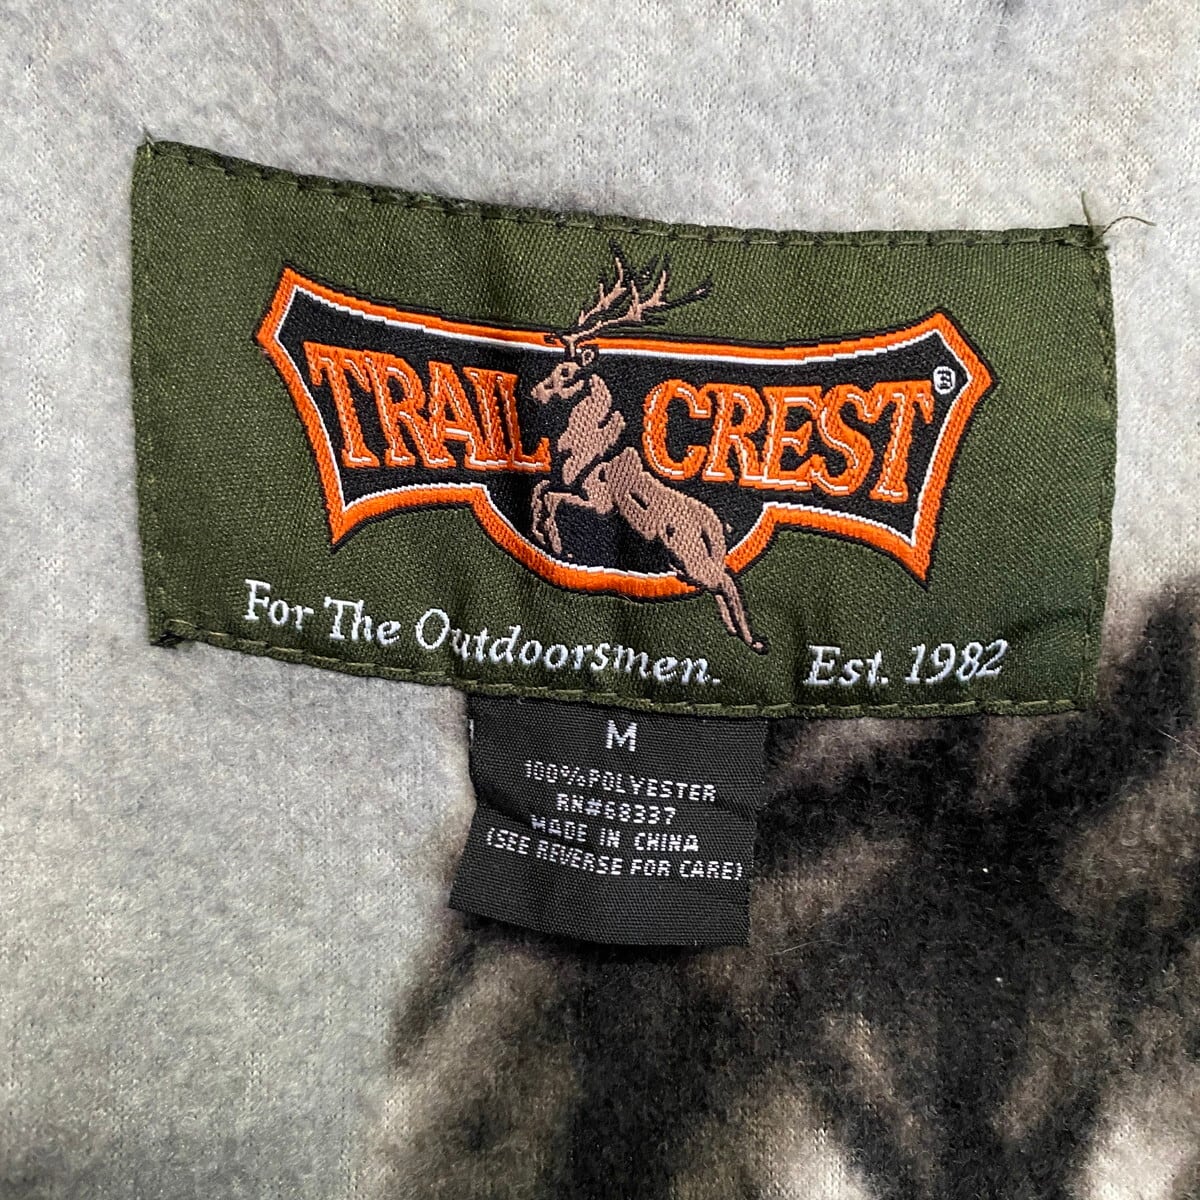 TRAIL CREST®
For The Outdoorsmen. Est. 1982
M
100%POLYESTER
RN#68337
MADE IN CHINA
(SEE REVERSE FOR CARE)